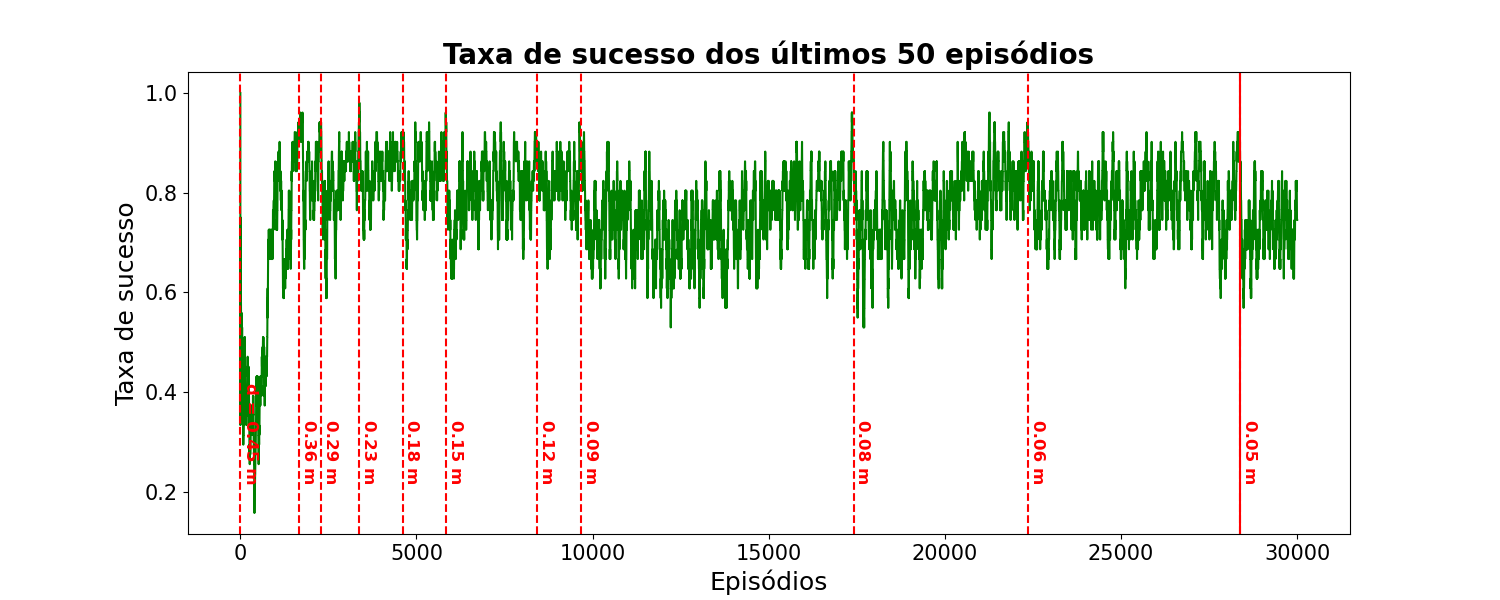 Taxa de sucesso dos últimos 50 episódios
Taxa de sucesso
1.0
0.8
0.6
0.4
0.2
0.45 m
0.36 m
0.29 m
0.23 m
0.18 m
0.15 m
0.12 m
0.09 m
0.08 m
0.06 m
0.05 m
0
5000
10000
15000
20000
25000
30000
Episódios